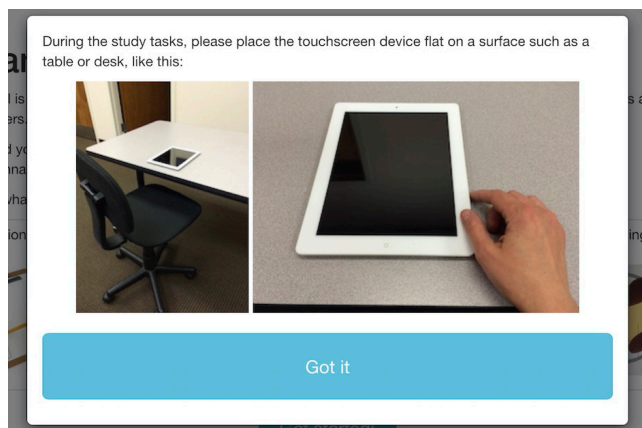 During the study tasks, please place the touchscreen device flat on a surface such as a
table or desk, like this:
Got it